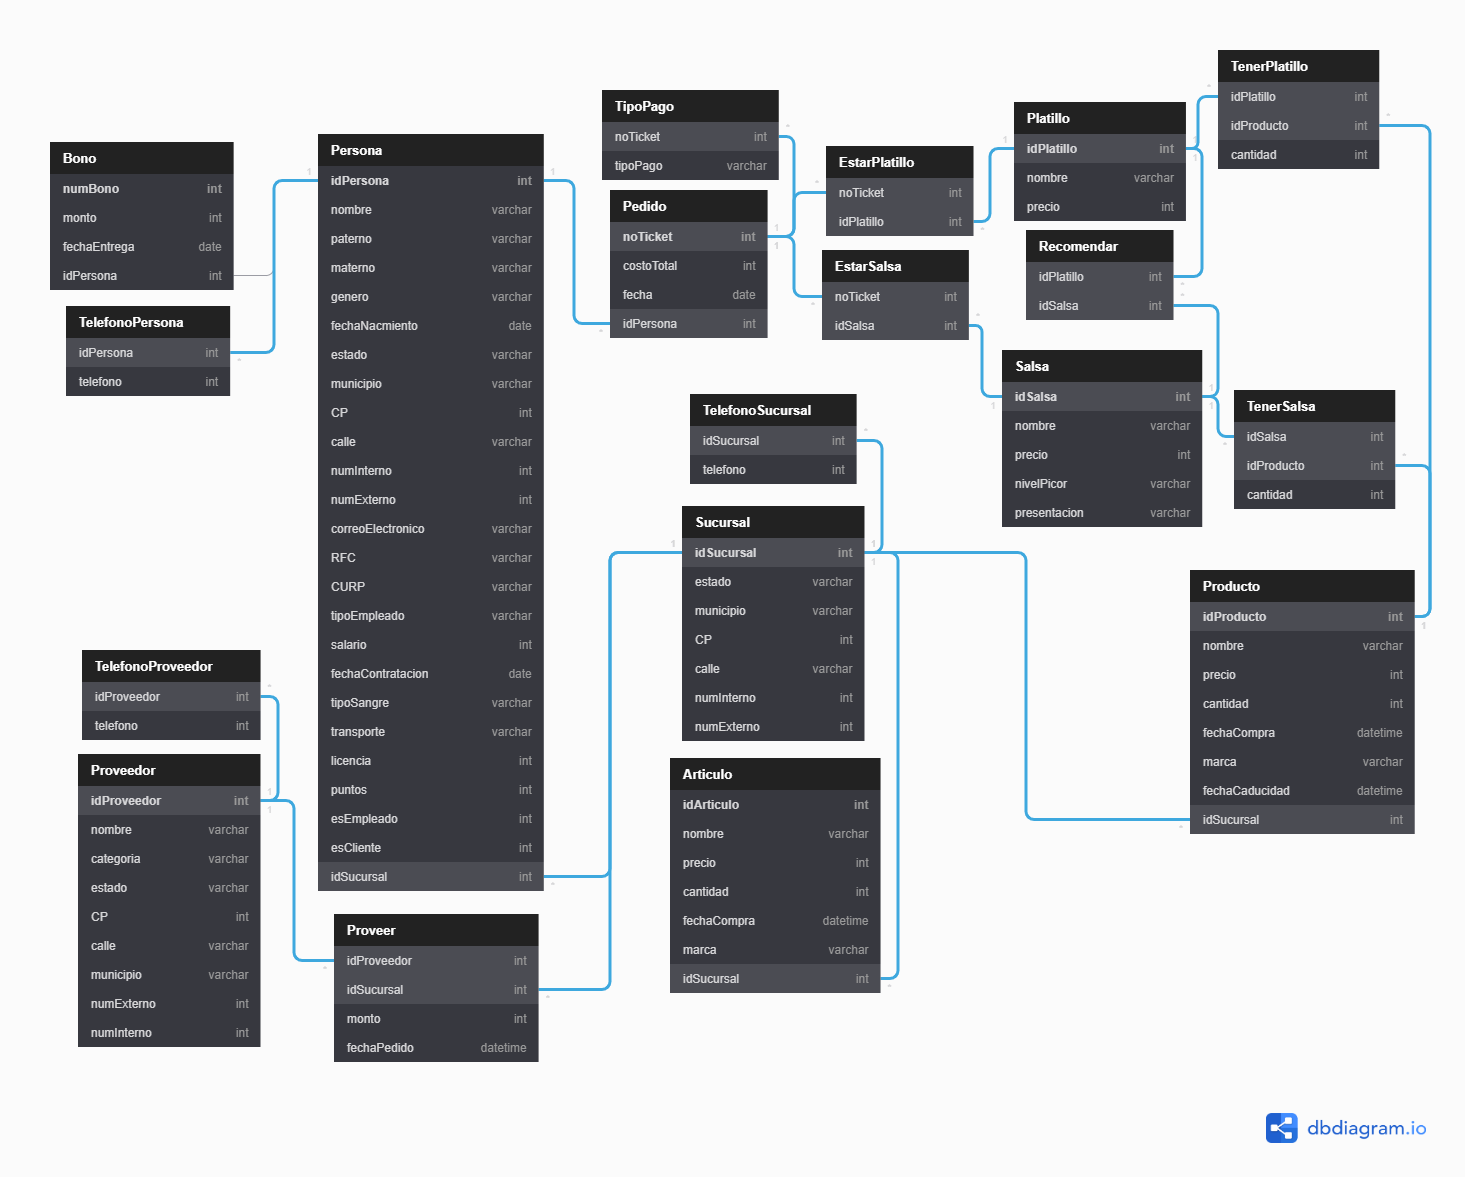 Bono
numBono int
monto int
fechaEntrega date
idPersona int
TelefonoPersona
idPersona int
telefono int
Persona
idPersona int
nombre varchar
paterno varchar
materno varchar
genero varchar
fechaNacmiento date
estado varchar
municipio varchar
CP int
calle varchar
numInterno int
numExterno int
correoElectronico varchar
RFC varchar
CURP varchar
tipoEmpleado varchar
salario int
fechaContratacion date
tipoSangre varchar
transporte varchar
licencia int
puntos int
esEmpleado int
esCliente int
idSucursal int
TipoPago
noTicket int
tipoPago varchar
Pedido
noTicket int
costoTotal int
fecha date
idPersona int
EstarPlatillo
noTicket int
idPlatillo int
EstarSalsa
noTicket int
idSalsa int
Platillo
idPlatillo int
nombre varchar
precio int
Recomendar
idPlatillo int
idSalsa int
TenerPlatillo
idPlatillo int
idProducto int
cantidad int
Salsa
idSalsa int
nombre varchar
precio int
nivelPicor varchar
presentacion varchar
TenerSalsa
idSalsa int
idProducto int
cantidad int
TelefonoSucursal
idSucursal int
telefono int
Sucursal
idSucursal int
estado varchar
municipio varchar
CP int
calle varchar
numInterno int
numExterno int
Producto
idProducto int
nombre varchar
precio int
cantidad int
fechaCompra datetime
marca varchar
fechaCaducidad datetime
idSucursal int
TelefonoProveedor
idProveedor int
telefono int
Proveedor
idProveedor int
nombre varchar
categoria varchar
estado varchar
CP int
calle varchar
municipio varchar
numExterno int
numInterno int
Proveer
idProveedor int
idSucursal int
monto int
fechaPedido datetime
Articulo
idArticulo int
nombre varchar
precio int
cantidad int
fechaCompra datetime
marca varchar
idSucursal int
dbdiagram.io